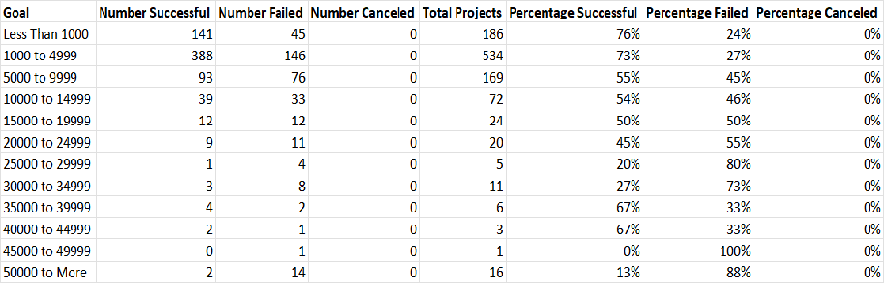 Goal Number Successful Number Failed Number Canceled Total Projects Percentage Successful Percentage Failed Percentage Canceled
Less Than 1000 141 45 0 186 76% 24% 0%
1000 to 4999 388 146 0 534 73% 27% 0%
5000 to 9999 93 76 0 169 55% 45% 0%
10000 to 14999 39 33 0 72 54% 46% 0%
15000 to 19999 12 12 0 24 50% 50% 0%
20000 to 24999 9 11 0 20 45% 55% 0%
25000 to 29999 1 4 0 5 20% 80% 0%
30000 to 34999 3 8 0 11 27% 73% 0%
35000 to 39999 4 2 0 6 67% 33% 0%
40000 to 44999 2 1 0 3 67% 33% 0%
45000 to 49999 0 1 0 1 0% 100% 0%
50000 to More 2 14 0 16 13% 88% 0%